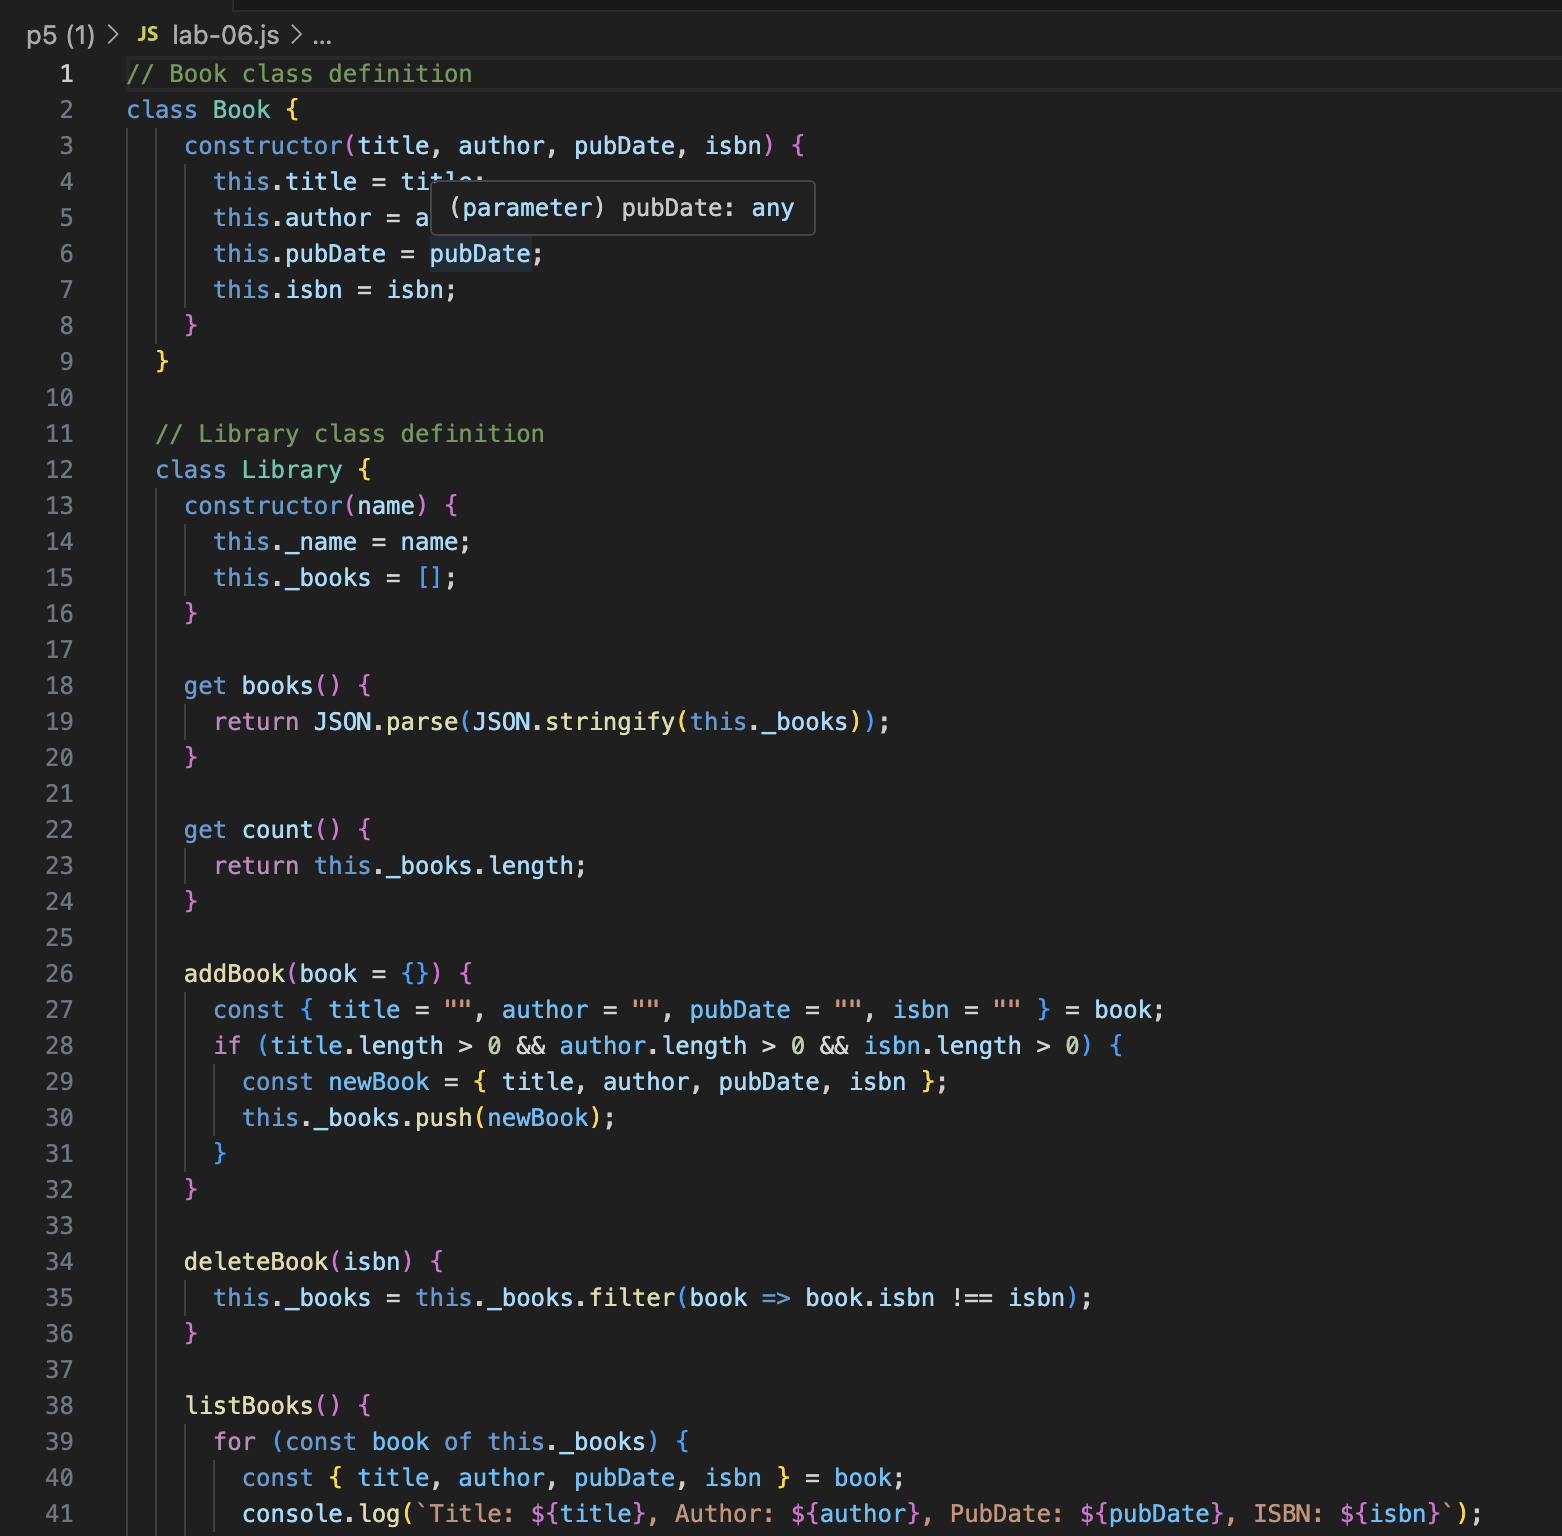 p5 (1) > JS lab-06.js > ...
1 // Book class definition
2 class Book {
3 constructor(title, author, pubDate, isbn) {
4 this.title = title;
(parameter) pubDate: any
5 this.author = a
6 this.pubDate = pubDate;
7 this.isbn = isbn;
8 }
9 }
10
11 // Library class definition
12 class Library {
13 constructor(name) {
14 this._name = name;
15 this._books = [];
16 }
17
18 get books() {
19 return JSON.parse(JSON.stringify(this._books));
20 }
21
22 get count() {
23 return this._books.length;
24 }
25
26 addBook(book = {}) {
27 const { title = "", author = "", pubDate = "", isbn = "" } = book;
28 if (title.length > 0 && author.length > 0 && isbn.length > 0) {
29 const newBook = { title, author, pubDate, isbn };
30 this._books.push(newBook);
31 }
32 }
33
34 deleteBook(isbn) {
35 this._books = this._books.filter(book => book.isbn !== isbn);
36 }
37
38 listBooks() {
39 for (const book of this._books) {
40 const { title, author, pubDate, isbn } = book;
41 console.log(`Title: ${title}, Author: ${author}, PubDate: ${pubDate}, ISBN: ${isbn}`);